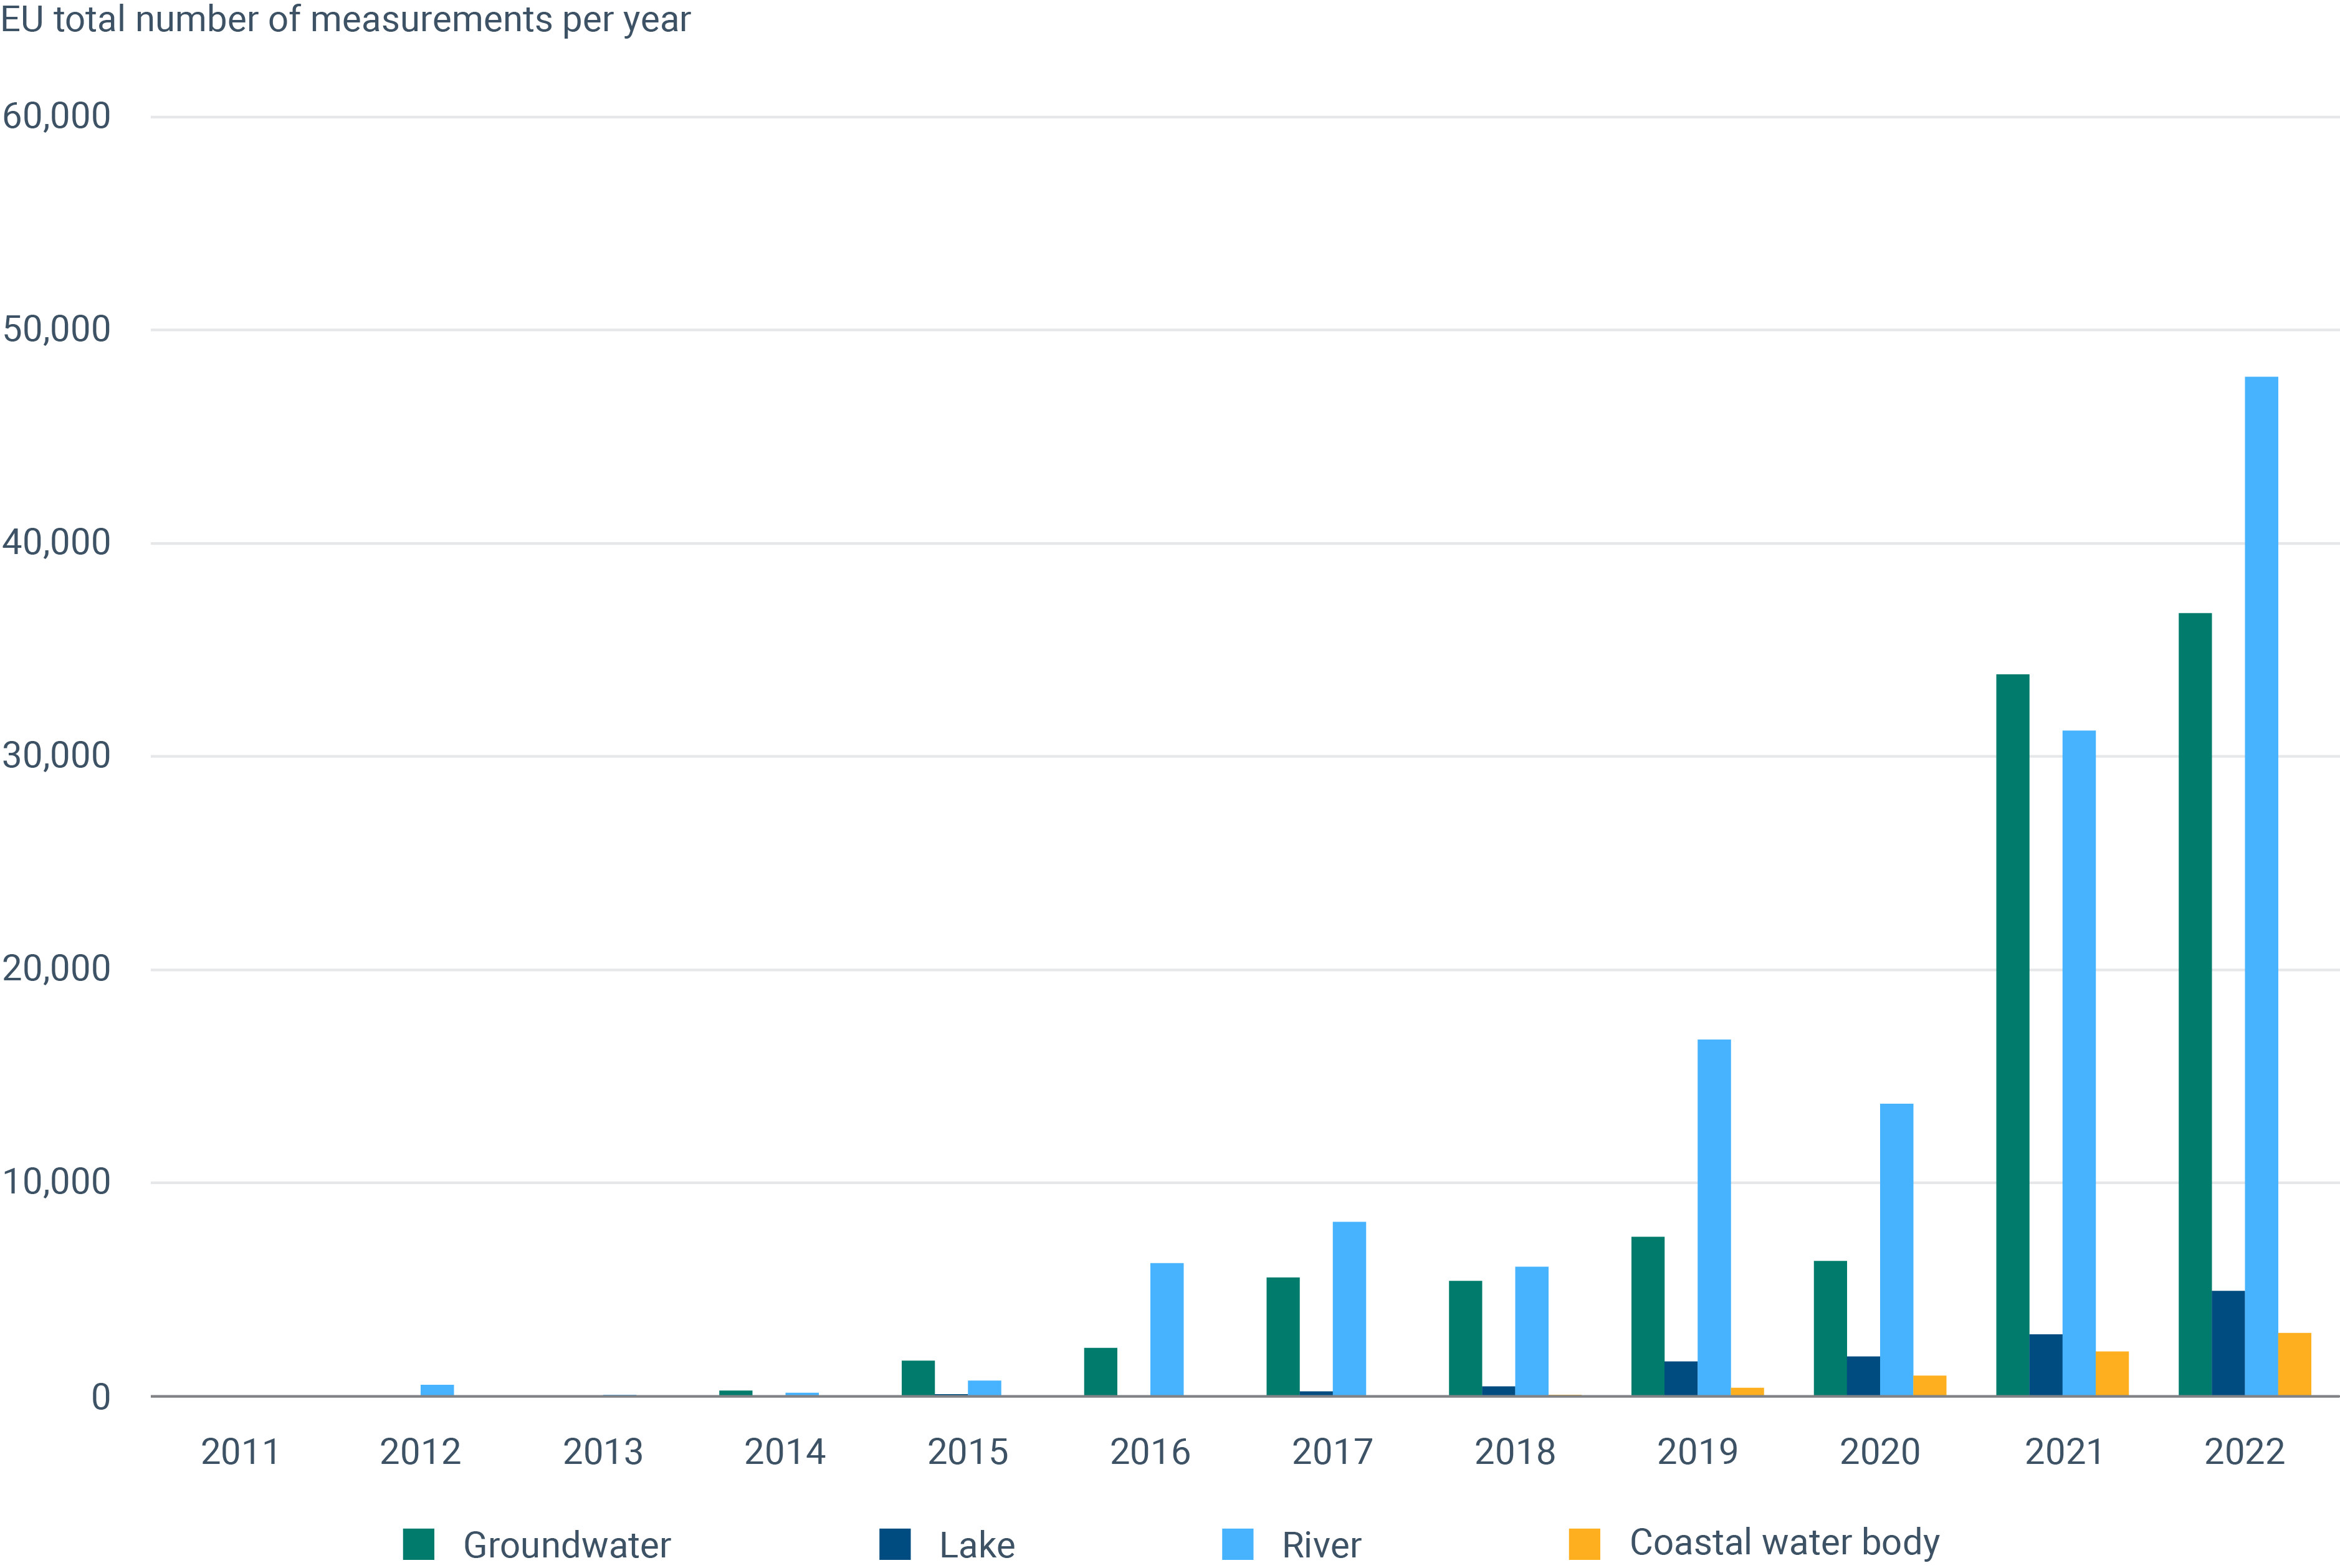 EU total number of measurements per year
60,000
50,000
40,000
30,000
20,000
10,000
0
2011 2012 2013 2014 2015 2016 2017 2018 2019 2020 2021 2022
Groundwater Lake River Coastal water body